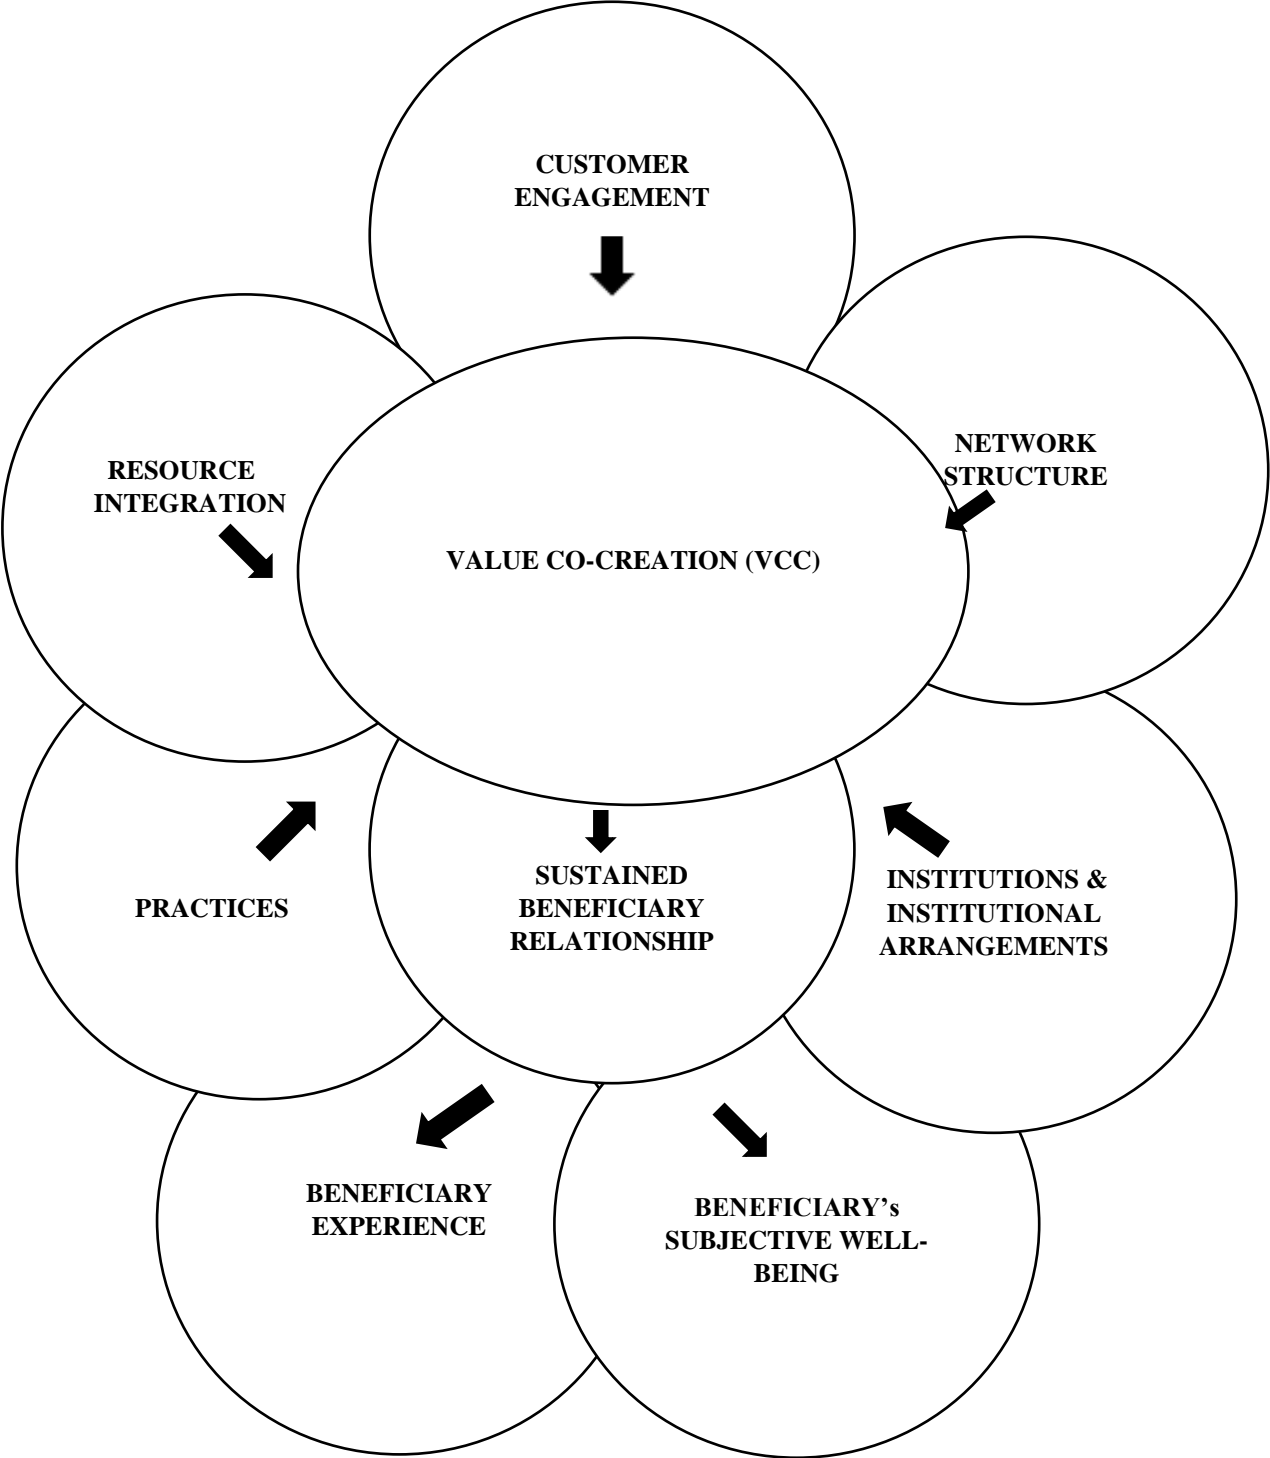 CUSTOMER
ENGAGEMENT
NETWORK
STRUCTURE
RESOURCE
INTEGRATION
VALUE CO-CREATION (VCC)
SUSTAINED
BENEFICIARY
RELATIONSHIP
INSTITUTIONS &
INSTITUTIONAL
ARRANGEMENTS
PRACTICES
BENEFICIARY
EXPERIENCE
BENEFICIARY’s
SUBJECTIVE WELL-
BEING